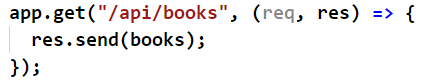 app.get("/api/books", (req, res) => {
  res.send(books);
});